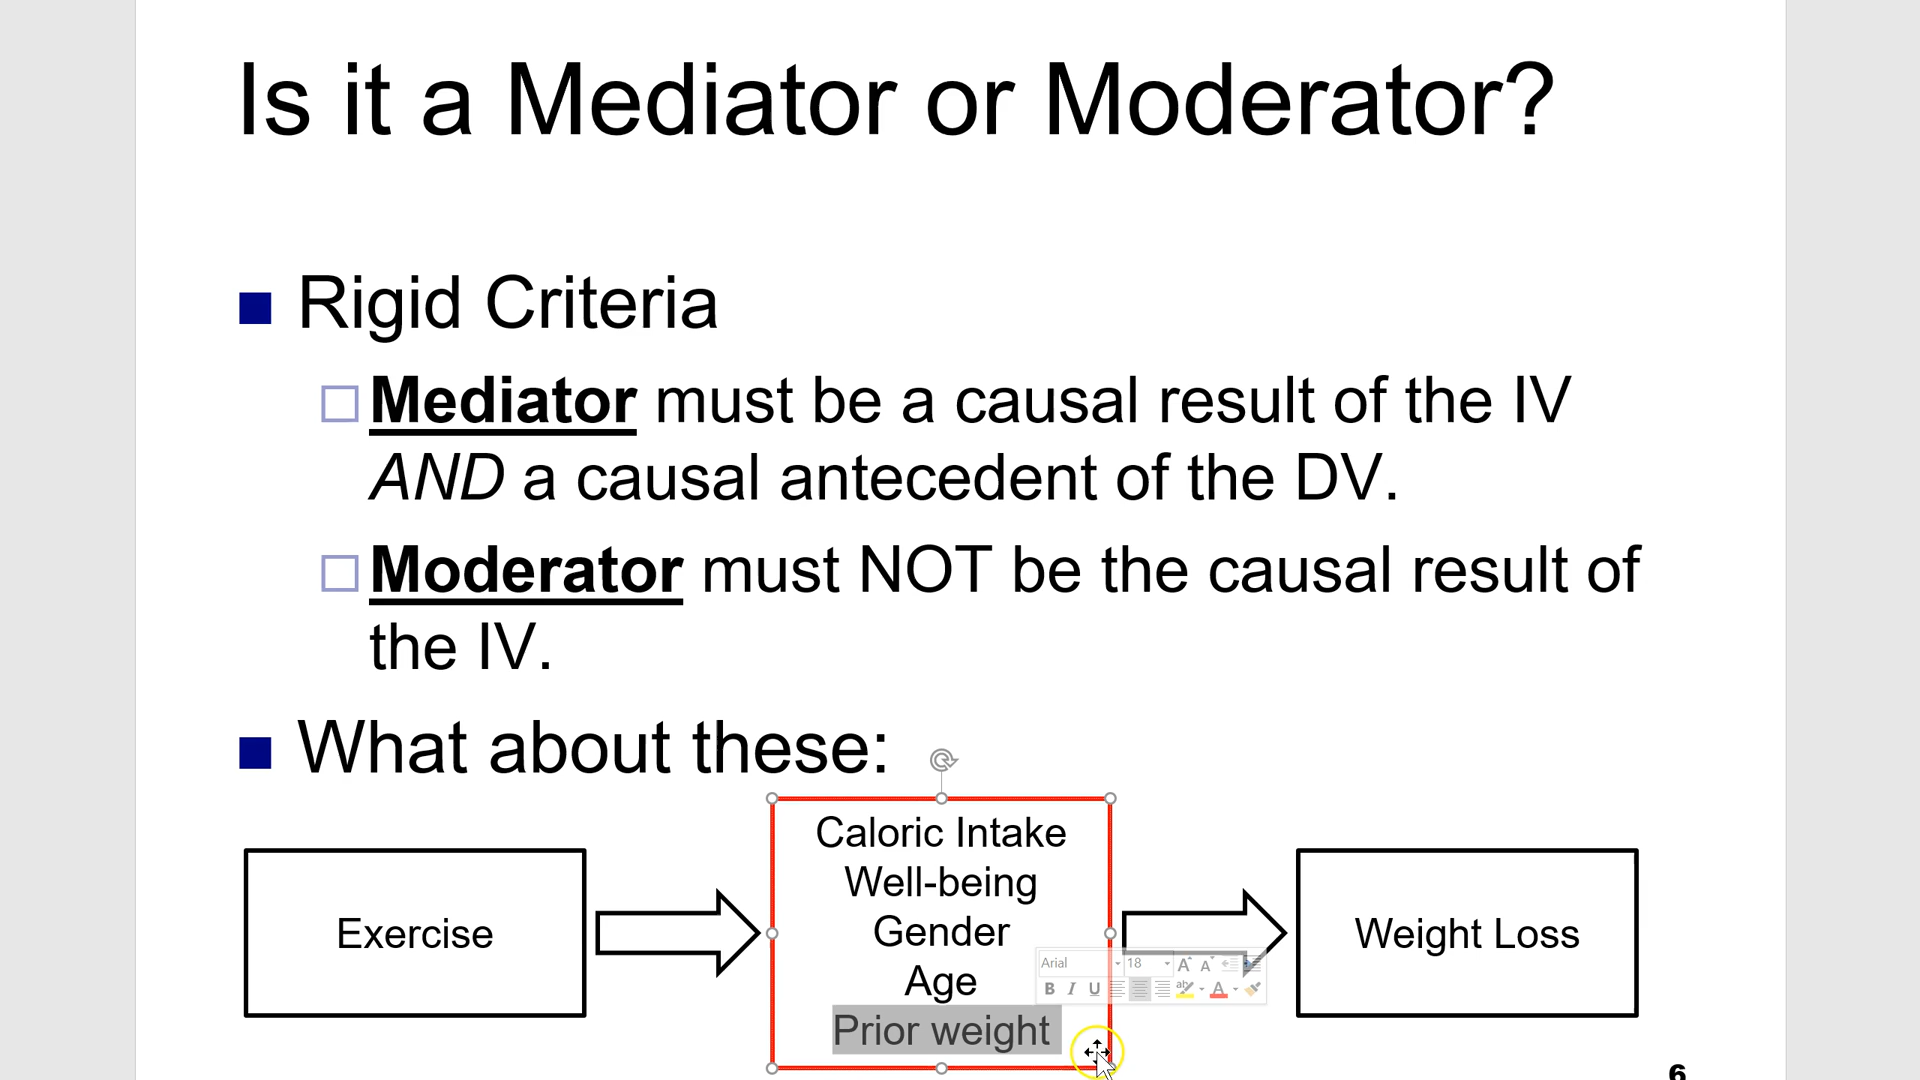 Is it a Mediator or Moderator?
Rigid Criteria
Mediator must be a causal result of the IV
AND a causal antecedent of the DV.
Moderator must NOT be the causal result of
the IV.
What about these:
Exercise
Caloric Intake
Well-being
Gender
Age
Prior weight
Weight Loss
Arial 18 A A
B I U ab A
6